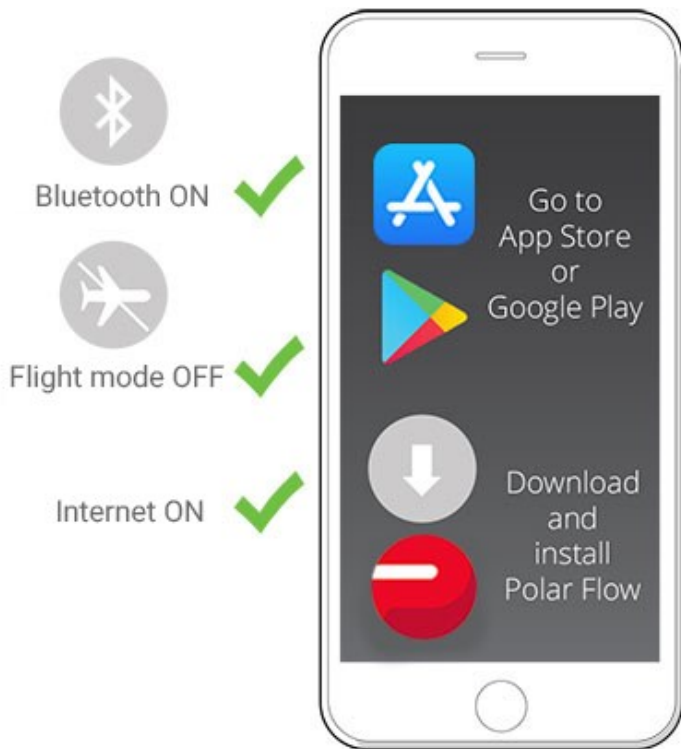 Bluetooth ON
Flight mode OFF
Internet ON
Go to
App Store
or
Google Play
Download
and
install
Polar Flow